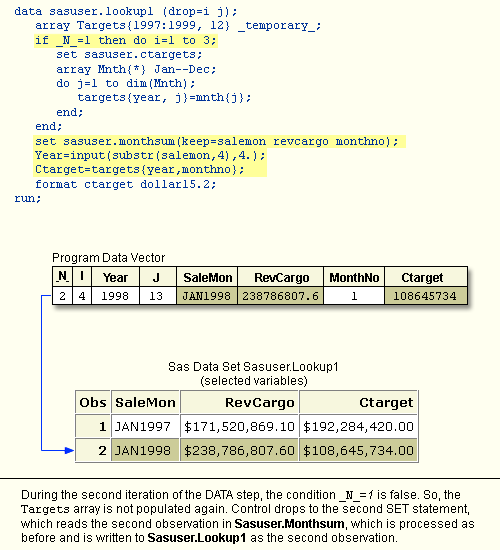 data sasuser.lookup1 (drop=i j);
array Targets{1997:1999, 12} _temporary_;
if _N_=1 then do i=1 to 3;
set sasuser.ctargets;
array Mnth{*} Jan--Dec;
do j=1 to dim(Mnth);
targets{year, j}=mnth{j};
end;
end;
set sasuser.monthsum(keep=salemon revcargo monthno);
Year=input(substr(salemon,4),4.);
Ctarget=targets{year,monthno};
format ctarget dollar15.2;
run;
Program Data Vector
_N_ I Year J SaleMon RevCargo MonthNo Ctarget
2 4 1998 13 JAN1998 238786807.6 1 108645734
Sas Data Set Sasuser.Lookup1
(selected variables)
Obs SaleMon RevCargo Ctarget
1 JAN1997 $171,520,869.10 $192,284,420.00
2 JAN1998 $238,786,807.60 $108,645,734.00
During the second iteration of the DATA step, the condition _N_=1 is false. So, the
Targets array is not populated again. Control drops to the second SET statement,
which reads the second observation in Sasuser.Monthsum, which is processed as
before and is written to Sasuser.Lookup1 as the second observation.